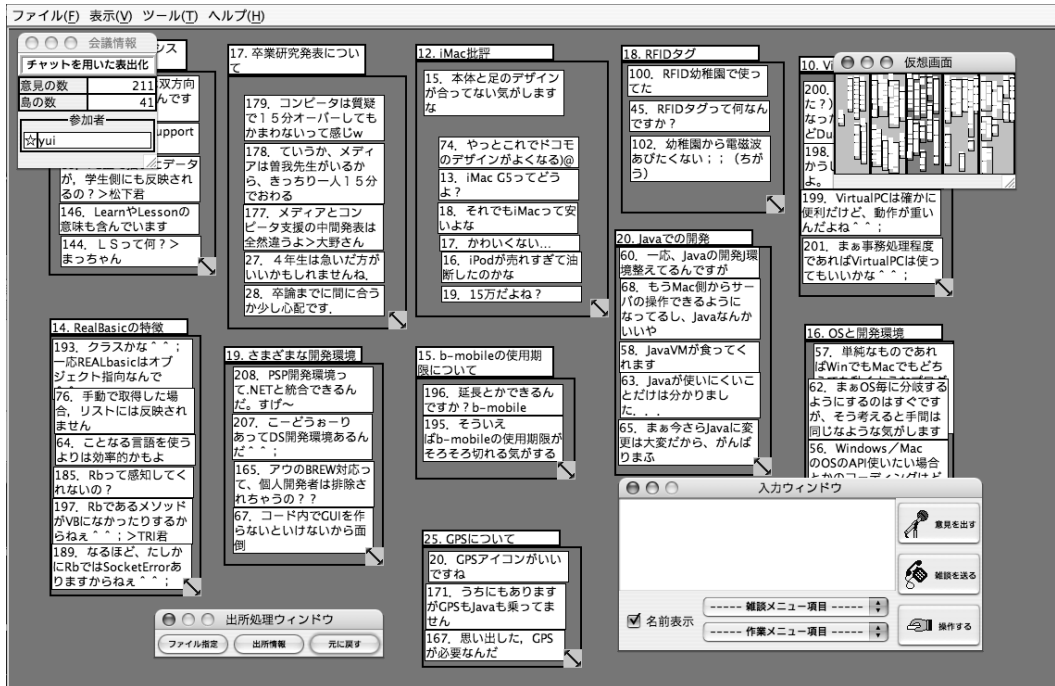 ファイル(F) 表示(V) ツール(T) ヘルプ(H)
会議情報
チャットを用いた表出化
意見の数 211
島の数 41
参加者
☆yui
ンス
双方向
んです
upport
データ
が，学生側にも反映され
るの？＞松下君
146．LearnやLessonの
意味も含んでいます
144．ＬＳって何？＞
まっちゃん
17. 卒業研究発表につい
て
179．コンピータは質疑
で１５分オーバーしても
かまわないって感じw
178．ていうか、メディ
アは曽我先生がいるか
ら、きっちり一人１５分
でおわる
177．メディアとコン
ピータ支援の中間発表は
全然違うよ＞大野さん
27．４年生は急いだ方が
いいかもしれませんね．
28．卒論までに間に合う
か少し心配です．
12. iMac批評
15．本体と足のデザイン
が合ってない気がします
な
74．やっとこれでドコモ
のデザインがよくなる)@
13．iMac G5ってどう
よ？
18．それでもiMacって安
いよな
17．かわいくない...
16．iPodが売れすぎて油
断したのかな
19．15万だよね？
18. RFIDタグ
100．RFID幼稚園で使っ
てた
45．RFIDタグって何なん
ですか？
102．幼稚園から電磁波
あびたくない；；（ちが
う）
10. Vi
仮想画面
200.
た？）
なった
どDu
198.
かうし
よ。
199．VirtualPCは確かに
便利だけど、動作が重い
んだよね＾＾；
201．まぁ事務処理程度
であればVirtualPCは使っ
てもいいかな＾＾；
20. Javaでの開発
60．一応、Javaの開発J環
境整えてるんですが
68．もうMac側からサー
バの操作できるように
なってるし、Javaなんか
いいや
58．JavaVMが食ってく
れます
63．Javaが使いにくいこ
とだけは分かりまし
た．．．
65．まぁ今さらJavaに変
更は大変だから、がんば
りまふ
14. RealBasicの特徴
193．クラスかな＾＾；
一応REALbasicはオブ
ジェクト指向なんで
76．手動で取得した場
合，リストには反映され
ません
64．ことなる言語を使う
よりは効率的かもよ
185．Rbって感知してく
れないの？
197．Rbであるメソッド
がVBになかったりするか
らねぇ＾＾；＞TRI君
189．なるほど、たしか
にRbではSocketErrorあ
りますからねぇ＾＾；
19. さまざまな開発環境
208．PSP開発環境っ
て.NETと統合できるん
だ。すげ〜
207．こーどうぉーり
あってDS開発環境あるん
だ＾＾；
165．アウのBREW対応っ
て、個人開発者は排除さ
れちゃうの？？
67．コード内でGUIを作
らないといけないから面
倒
15. b-mobileの使用期
限について
196．延長とかできるん
ですか？b-mobile
195．そういえ
ばb-mobileの使用期限が
そろそろ切れる気がする
25. GPSについて
20．GPSアイコンがいい
ですね
171．うちにもあります
がGPSもJavaも乗ってま
せん
167．思い出した，GPS
が必要なんだ
16. OSと開発環境
57．単純なものであれ
ばWinでもMacでもどち
62．まぁOS毎に分岐する
ようにするのはすぐです
が、そう考えると手間は
同じような気がします
56．Windows／Mac
のOSのAPI使いたい場合
入力ウィンドウ
意見を出す
雑談を送る
操作する
名前表示
----- 雑談メニュー項目 -----
----- 作業メニュー項目 -----
出所処理ウィンドウ
ファイル指定 出所情報 元に戻す